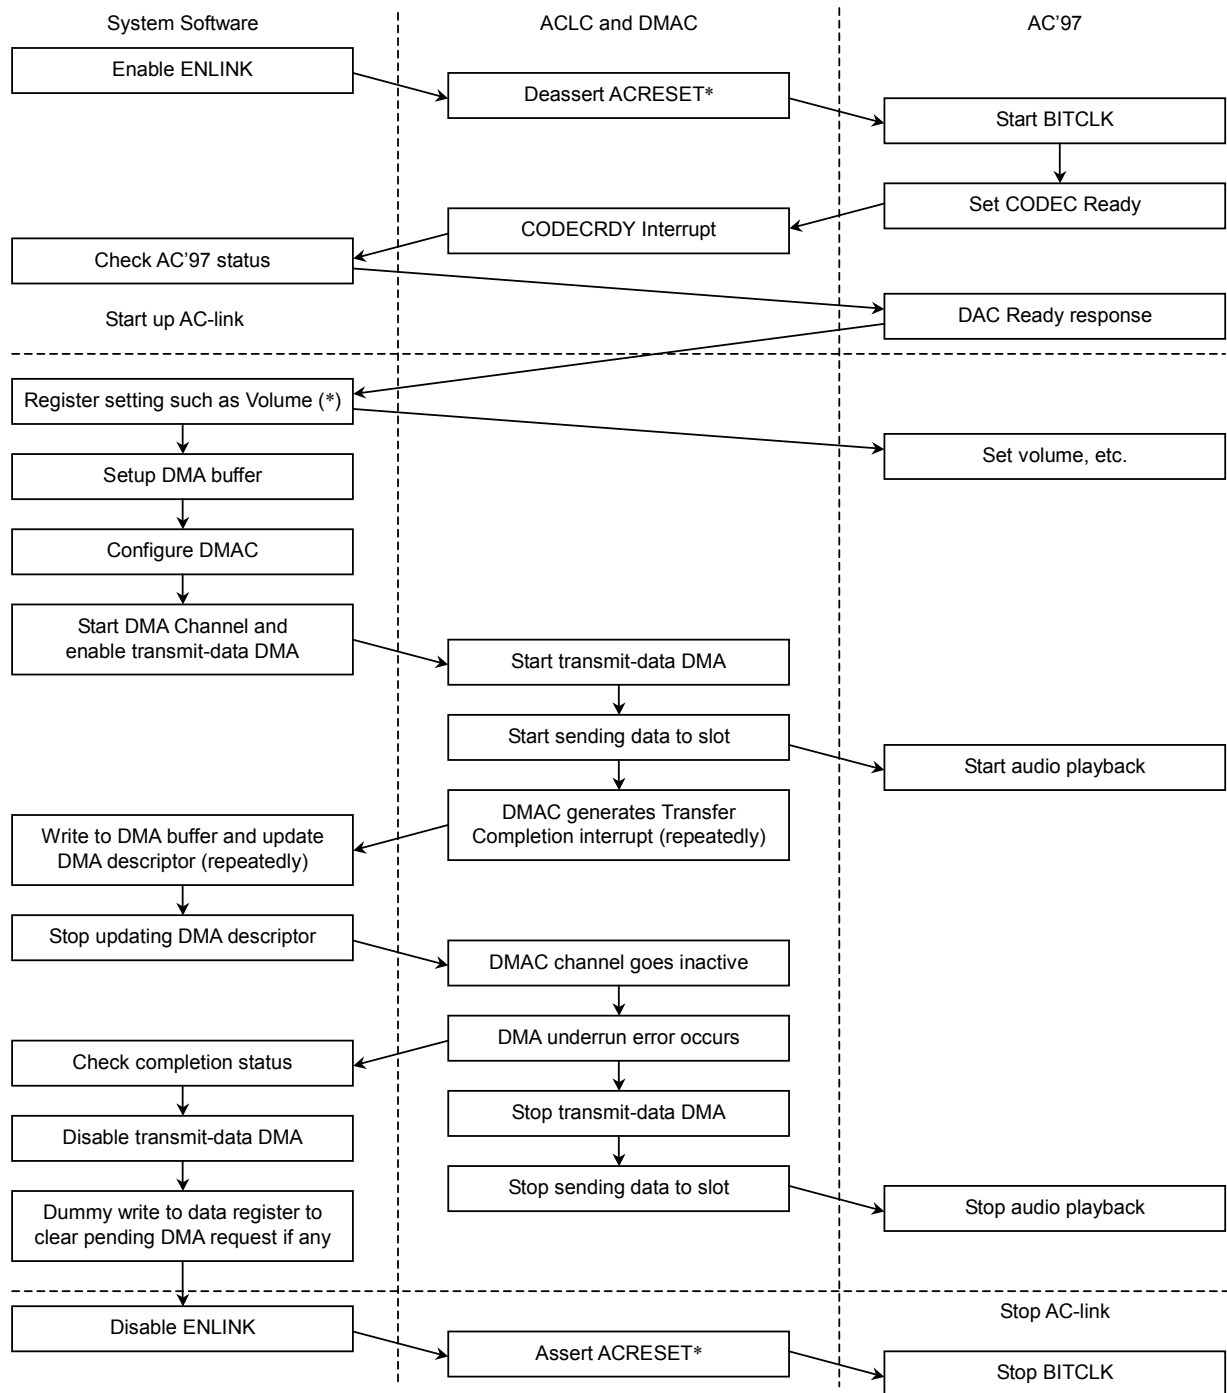 System Software
ACLC and DMAC
AC’97
Enable ENLINK
Deassert ACRESET*
Start BITCLK
Set CODEC Ready
CODECRDY Interrupt
Check AC’97 status
DAC Ready response
Start up AC-link
Register setting such as Volume (*)
Set volume, etc.
Setup DMA buffer
Configure DMAC
Start DMA Channel and
enable transmit-data DMA
Start transmit-data DMA
Start sending data to slot
Start audio playback
DMAC generates Transfer
Completion interrupt (repeatedly)
Write to DMA buffer and update
DMA descriptor (repeatedly)
Stop updating DMA descriptor
DMAC channel goes inactive
DMA underrun error occurs
Check completion status
Stop transmit-data DMA
Disable transmit-data DMA
Stop sending data to slot
Stop audio playback
Dummy write to data register to
clear pending DMA request if any
Stop AC-link
Disable ENLINK
Assert ACRESET*
Stop BITCLK